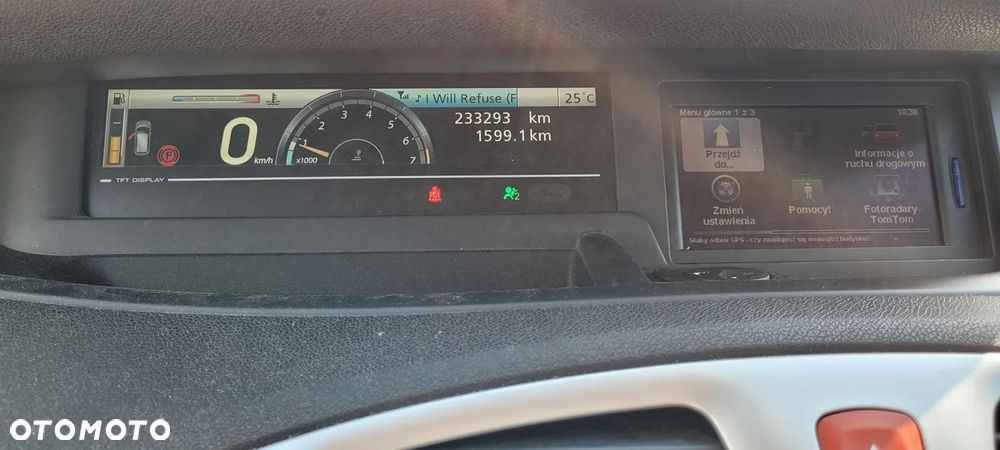 ♪ I Will Refuse (F
25°C
233293 km
1599.1 km
0 km/h
1 2 3 4 5 6 7
x1000
TFT DISPLAY
2
Menu główne 1 z 3
10:38
Przejdź do...
Informacje o ruchu drogowym
Zmień ustawienia
Pomocy!
Fotoradary TomTom
Słaby odbiór GPS - czy znajdujesz się wewnątrz budynku?
OTOMOTO